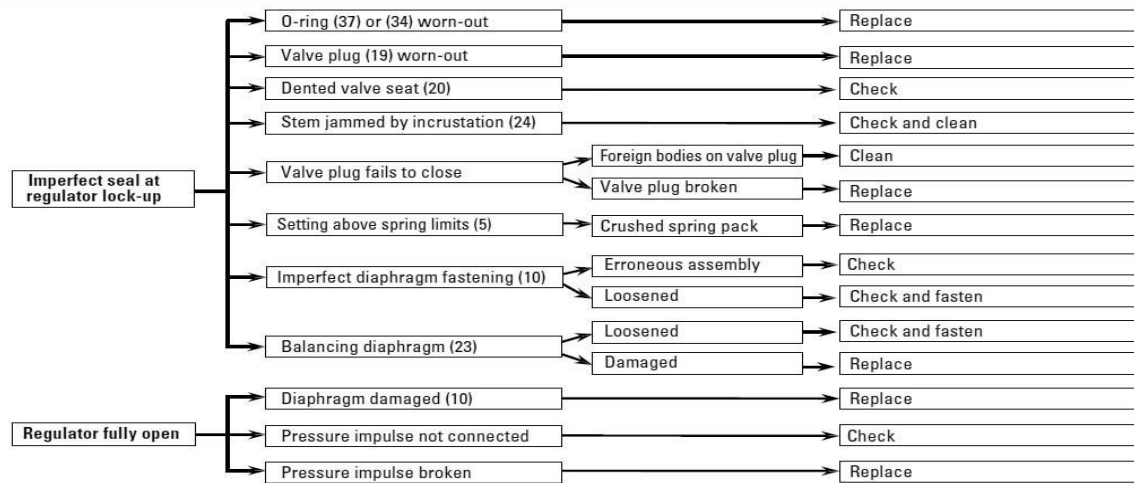 O-ring (37) or (34) worn-out
Replace
Valve plug (19) worn-out
Replace
Dented valve seat (20)
Check
Stem jammed by incrustation (24)
Check and clean
Imperfect seal at
regulator lock-up
Valve plug fails to close
Foreign bodies on valve plug
Clean
Valve plug broken
Replace
Setting above spring limits (5)
Crushed spring pack
Replace
Imperfect diaphragm fastening (10)
Erroneous assembly
Check
Loosened
Check and fasten
Balancing diaphragm (23)
Loosened
Check and fasten
Damaged
Replace
Regulator fully open
Diaphragm damaged (10)
Replace
Pressure impulse not connected
Check
Pressure impulse broken
Replace